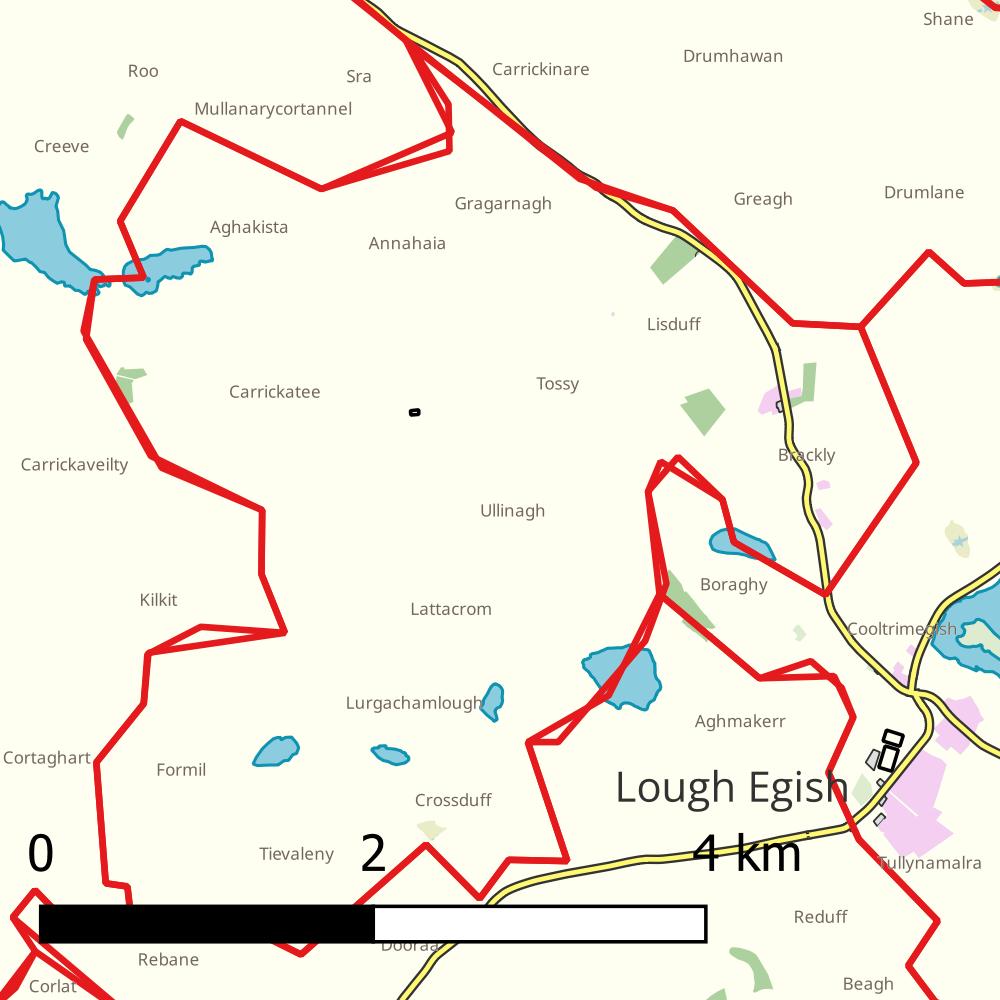 Shane
Drumhawan
Carrickinare
Roo
Sra
Mullanarycortannel
Creeve
Drumlane
Greagh
Gragarnagh
Aghakista
Annahaia
Lisduff
Tossy
Carrickatee
Brackly
Carrickaveilty
Ullinagh
Boraghy
Kilkit
Lattacrom
Cooltrimegish
Lurgachamlough
Aghmakerr
Cortaghart
Formil
Lough Egish
Crossduff
0 2 4 km
Tievaleny
Tullynamalra
Reduff
Dooraa
Rebane
Corlat
Beagh